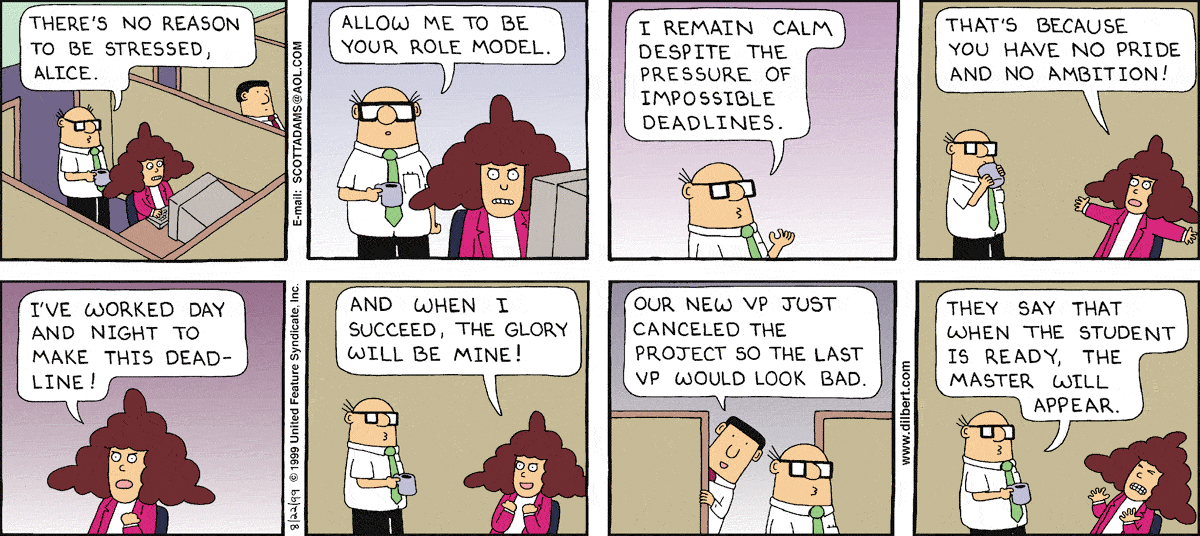 THERE'S NO REASON
TO BE STRESSED,
ALICE.
E-mail: SCOTTADAMS@AOL.COM
ALLOW ME TO BE
YOUR ROLE MODEL.
I REMAIN CALM
DESPITE THE
PRESSURE OF
IMPOSSIBLE
DEADLINES.
THAT'S BECAUSE
YOU HAVE NO PRIDE
AND NO AMBITION!
I'VE WORKED DAY
AND NIGHT TO
MAKE THIS DEAD-
LINE!
8/22/99 © 1999 United Feature Syndicate, Inc.
AND WHEN I
SUCCEED, THE GLORY
WILL BE MINE!
OUR NEW VP JUST
CANCELED THE
PROJECT SO THE LAST
VP WOULD LOOK BAD.
www.dilbert.com
THEY SAY THAT
WHEN THE STUDENT
IS READY, THE
MASTER WILL
APPEAR.